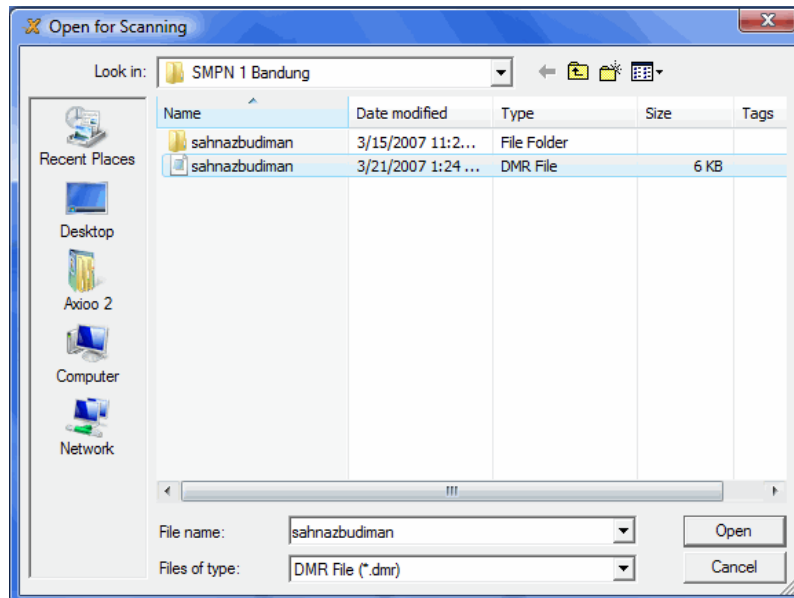 Open for Scanning
Look in: SMPN 1 Bandung
Name Date modified Type Size Tags
sahnazbudiman 3/15/2007 11:2... File Folder
sahnazbudiman 3/21/2007 1:24 ... DMR File 6 KB
Recent Places
Desktop
Axioo 2
Computer
Network
File name: sahnazbudiman Open
Files of type: DMR File (*.dmr) Cancel